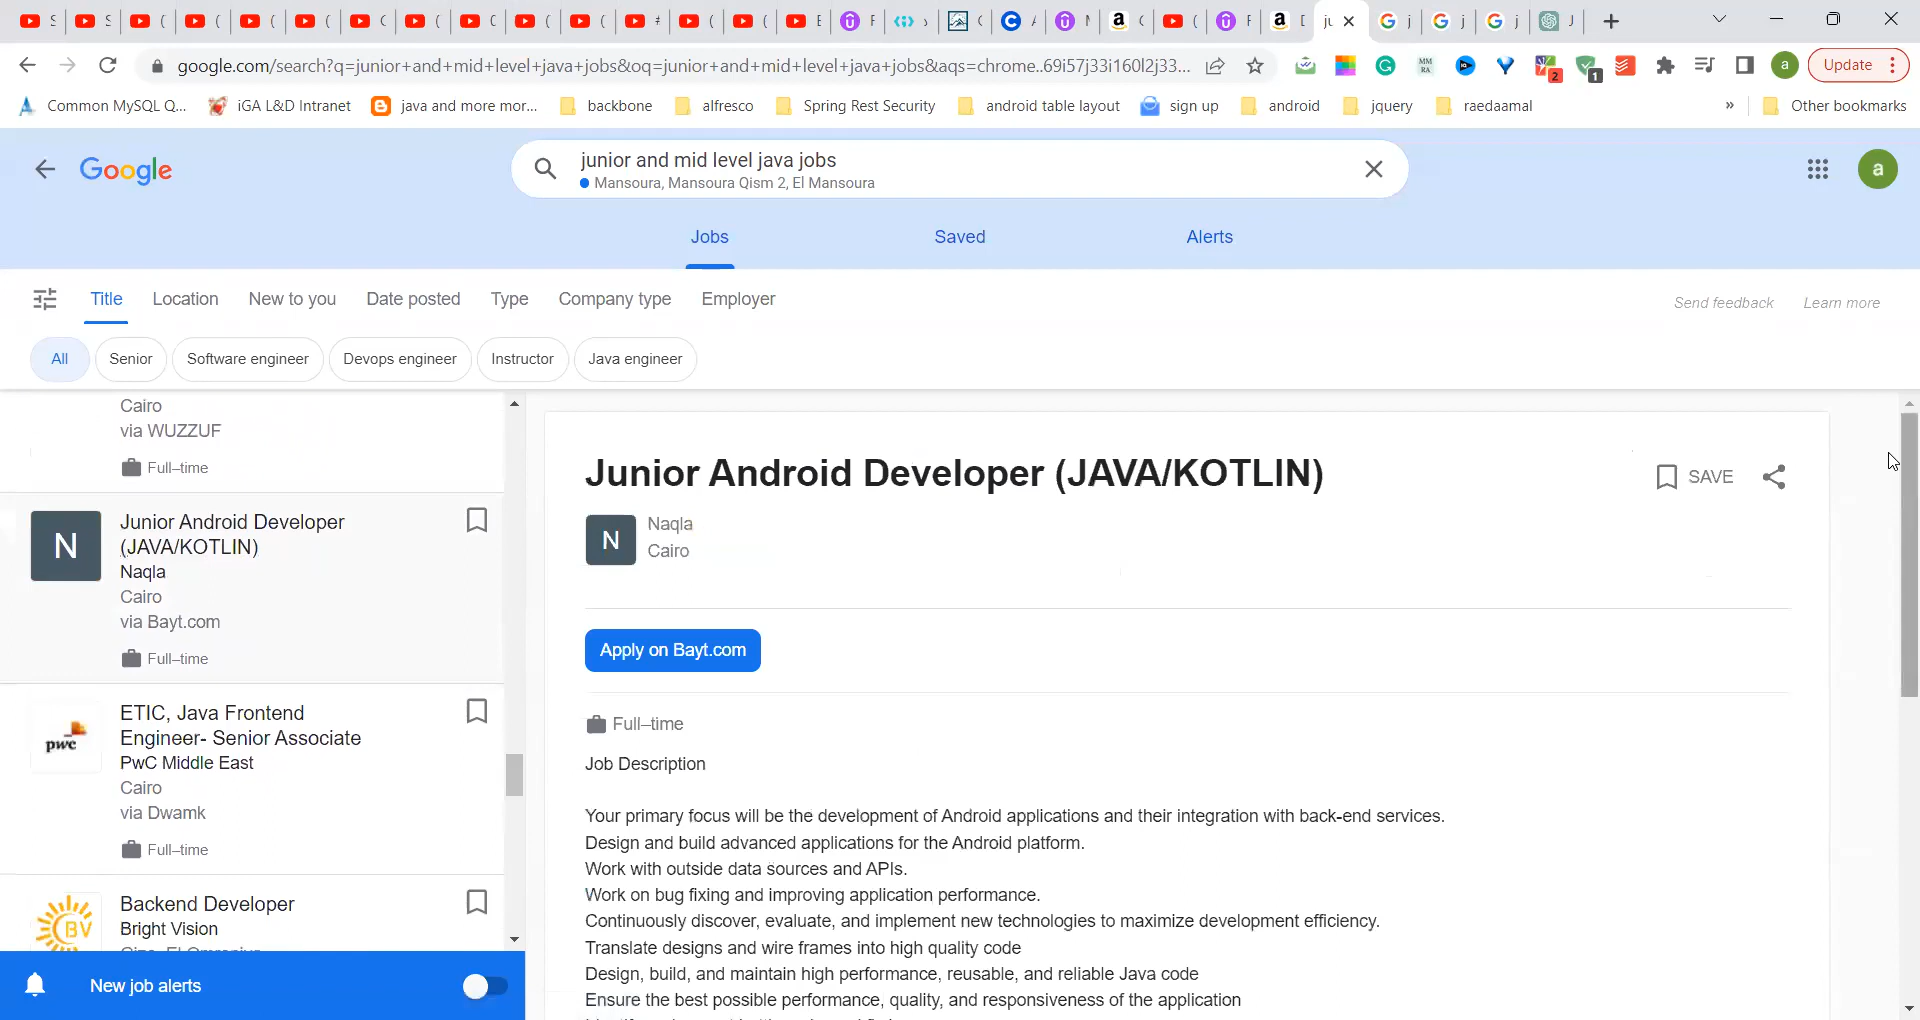 google.com/search?q=junior+and+mid+level+java+jobs&oq=junior+and+mid+level+java+jobs&aqs=chrome..69i57j33i160l2j33...
Update
Common MySQL Q...
iGA L&D Intranet
java and more mor...
backbone
alfresco
Spring Rest Security
android table layout
sign up
android
jquery
raedaamal
»
Other bookmarks
Google
junior and mid level java jobs
Mansoura, Mansoura Qism 2, El Mansoura
a
Jobs
Saved
Alerts
Title
Location
New to you
Date posted
Type
Company type
Employer
Send feedback
Learn more
All
Senior
Software engineer
Devops engineer
Instructor
Java engineer
Cairo
via WUZZUF
Full–time
N
Junior Android Developer
(JAVA/KOTLIN)
Naqla
Cairo
via Bayt.com
Full–time
pwc
ETIC, Java Frontend
Engineer- Senior Associate
PwC Middle East
Cairo
via Dwamk
Full–time
BV
Backend Developer
Bright Vision
New job alerts
Junior Android Developer (JAVA/KOTLIN)
SAVE
N
Naqla
Cairo
Apply on Bayt.com
Full–time
Job Description
Your primary focus will be the development of Android applications and their integration with back-end services.
Design and build advanced applications for the Android platform.
Work with outside data sources and APIs.
Work on bug fixing and improving application performance.
Continuously discover, evaluate, and implement new technologies to maximize development efficiency.
Translate designs and wire frames into high quality code
Design, build, and maintain high performance, reusable, and reliable Java code
Ensure the best possible performance, quality, and responsiveness of the application